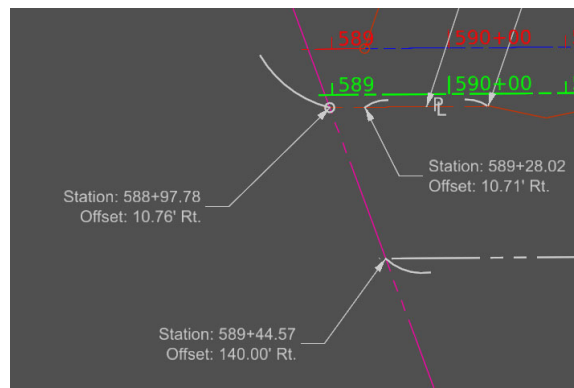 589
590+00
589
590+00
PL
Station: 589+28.02
Offset: 10.71' Rt.
Station: 588+97.78
Offset: 10.76' Rt.
Station: 589+44.57
Offset: 140.00' Rt.